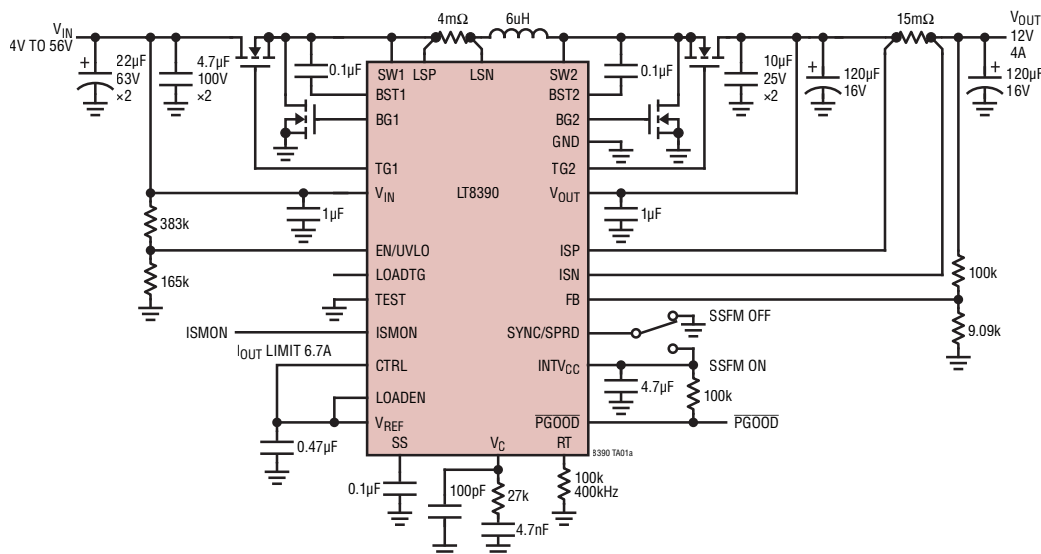 VIN
4V TO 56V
22µF
63V
×2
4.7µF
100V
×2
0.1µF
4mΩ
6uH
0.1µF
10µF
25V
×2
120µF
16V
15mΩ
VOUT
12V
4A
120µF
16V
SW1
LSP
LSN
SW2
BST1
BST2
BG1
BG2
GND
TG1
TG2
VIN
LT8390
VOUT
1µF
1µF
383k
EN/UVLO
ISP
165k
LOADTG
ISN
100k
TEST
FB
9.09k
ISMON
ISMON
SYNC/SPRD
SSFM OFF
IOUT LIMIT 6.7A
CTRL
INTVCC
SSFM ON
4.7µF
100k
LOADEN
VREF
PGOOD
PGOOD
0.47µF
SS
VC
RT
8390 TA01a
0.1µF
100pF
27k
4.7nF
100k
400kHz